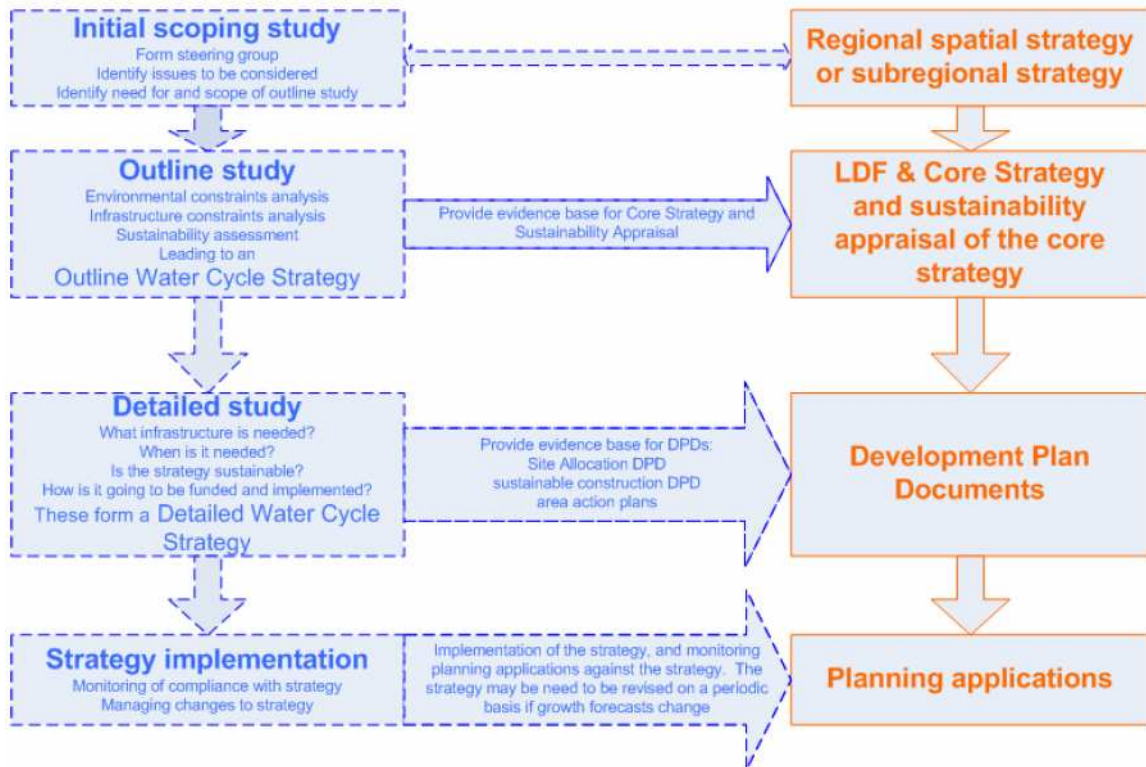 Initial scoping study
Form steering group
Identify issues to be considered
Identify need for and scope of outline study
Regional spatial strategy
or subregional strategy
Outline study
Environmental constraints analysis
Infrastructure constraints analysis
Sustainability assessment
Leading to an
Outline Water Cycle Strategy
Provide evidence base for Core Strategy and
Sustainability Appraisal
LDF & Core Strategy
and sustainability
appraisal of the core
strategy
Detailed study
What infrastructure is needed?
When is it needed?
Is the strategy sustainable?
How is it going to be funded and implemented?
These form a Detailed Water Cycle
Strategy
Provide evidence base for DPDs:
Site Allocation DPD
sustainable construction DPD
area action plans
Development Plan
Documents
Strategy implementation
Monitoring of compliance with strategy
Managing changes to strategy
Implementation of the strategy, and monitoring
planning applications against the strategy.  The
strategy may be need to be revised on a periodic
basis if growth forecasts change
Planning applications